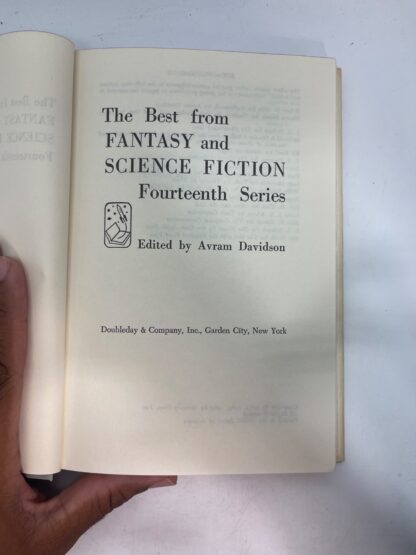 The Best from
FANTASY and
SCIENCE FICTION
Fourteenth Series
Edited by Avram Davidson
Doubleday & Company, Inc., Garden City, New York